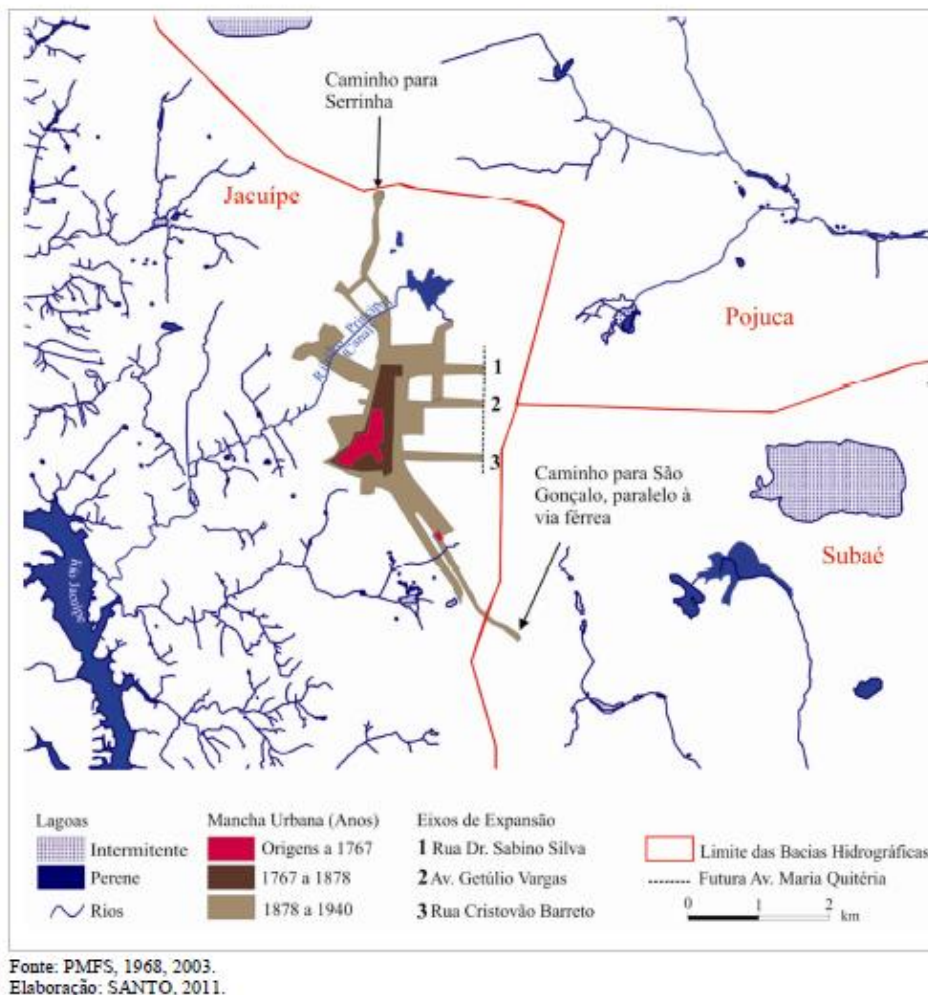 Caminho para
Serrinha
Jacuípe
Pojuca
(Canal)
1
2
3
Caminho para São
Gonçalo, paralelo à
via férrea
Subaé
Rio Jacuípe
Lagoas
Intermitente
Perene
Rios
Mancha Urbana (Anos)
Origens a 1767
1767 a 1878
1878 a 1940
Eixos de Expansão
1 Rua Dr. Sabino Silva
2 Av. Getúlio Vargas
3 Rua Cristovão Barreto
Límite das Bacias Hidrográficas
Futura Av. Maria Quitéria
0 1 2
km
Fonte: PMFS, 1968, 2003.
Elaboração: SANTO, 2011.